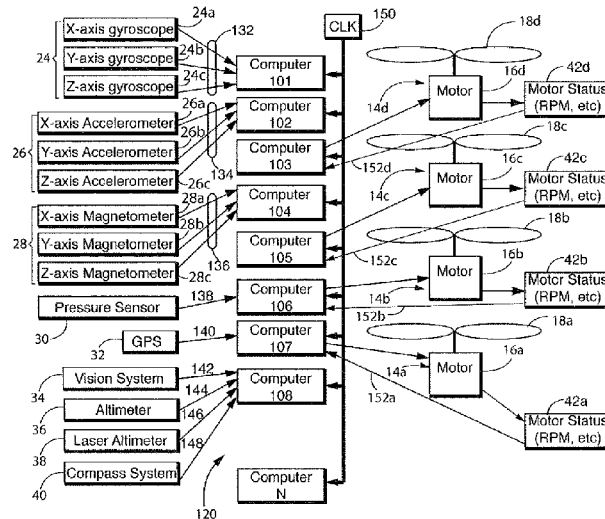 24a
132
CLK
150
X-axis gyroscope
24b
Y-axis gyroscope
24
24c
Z-axis gyroscope
Computer
101
26a
X-axis Accelerometer
26b
Y-axis Accelerometer
26
Z-axis Accelerometer
26c
134
Computer
102
Computer
103
28a
X-axis Magnetometer
28b
Y-axis Magnetometer
28
Z-axis Magnetometer
28c
136
Computer
104
Computer
105
138
Pressure Sensor
30
Computer
106
140
GPS
32
Computer
107
142
Vision System
34
144
Altimeter
36
146
Laser Altimeter
38
148
Compass System
40
Computer
108
120
Computer
N
18d
16d
42d
Motor
14d
Motor Status
(RPM, etc)
152d
18c
16c
42c
Motor
14c
Motor Status
(RPM, etc)
152c
18b
16b
42b
Motor
14b
Motor Status
(RPM, etc)
152b
18a
16a
42a
Motor
14a
Motor Status
(RPM, etc)
152a